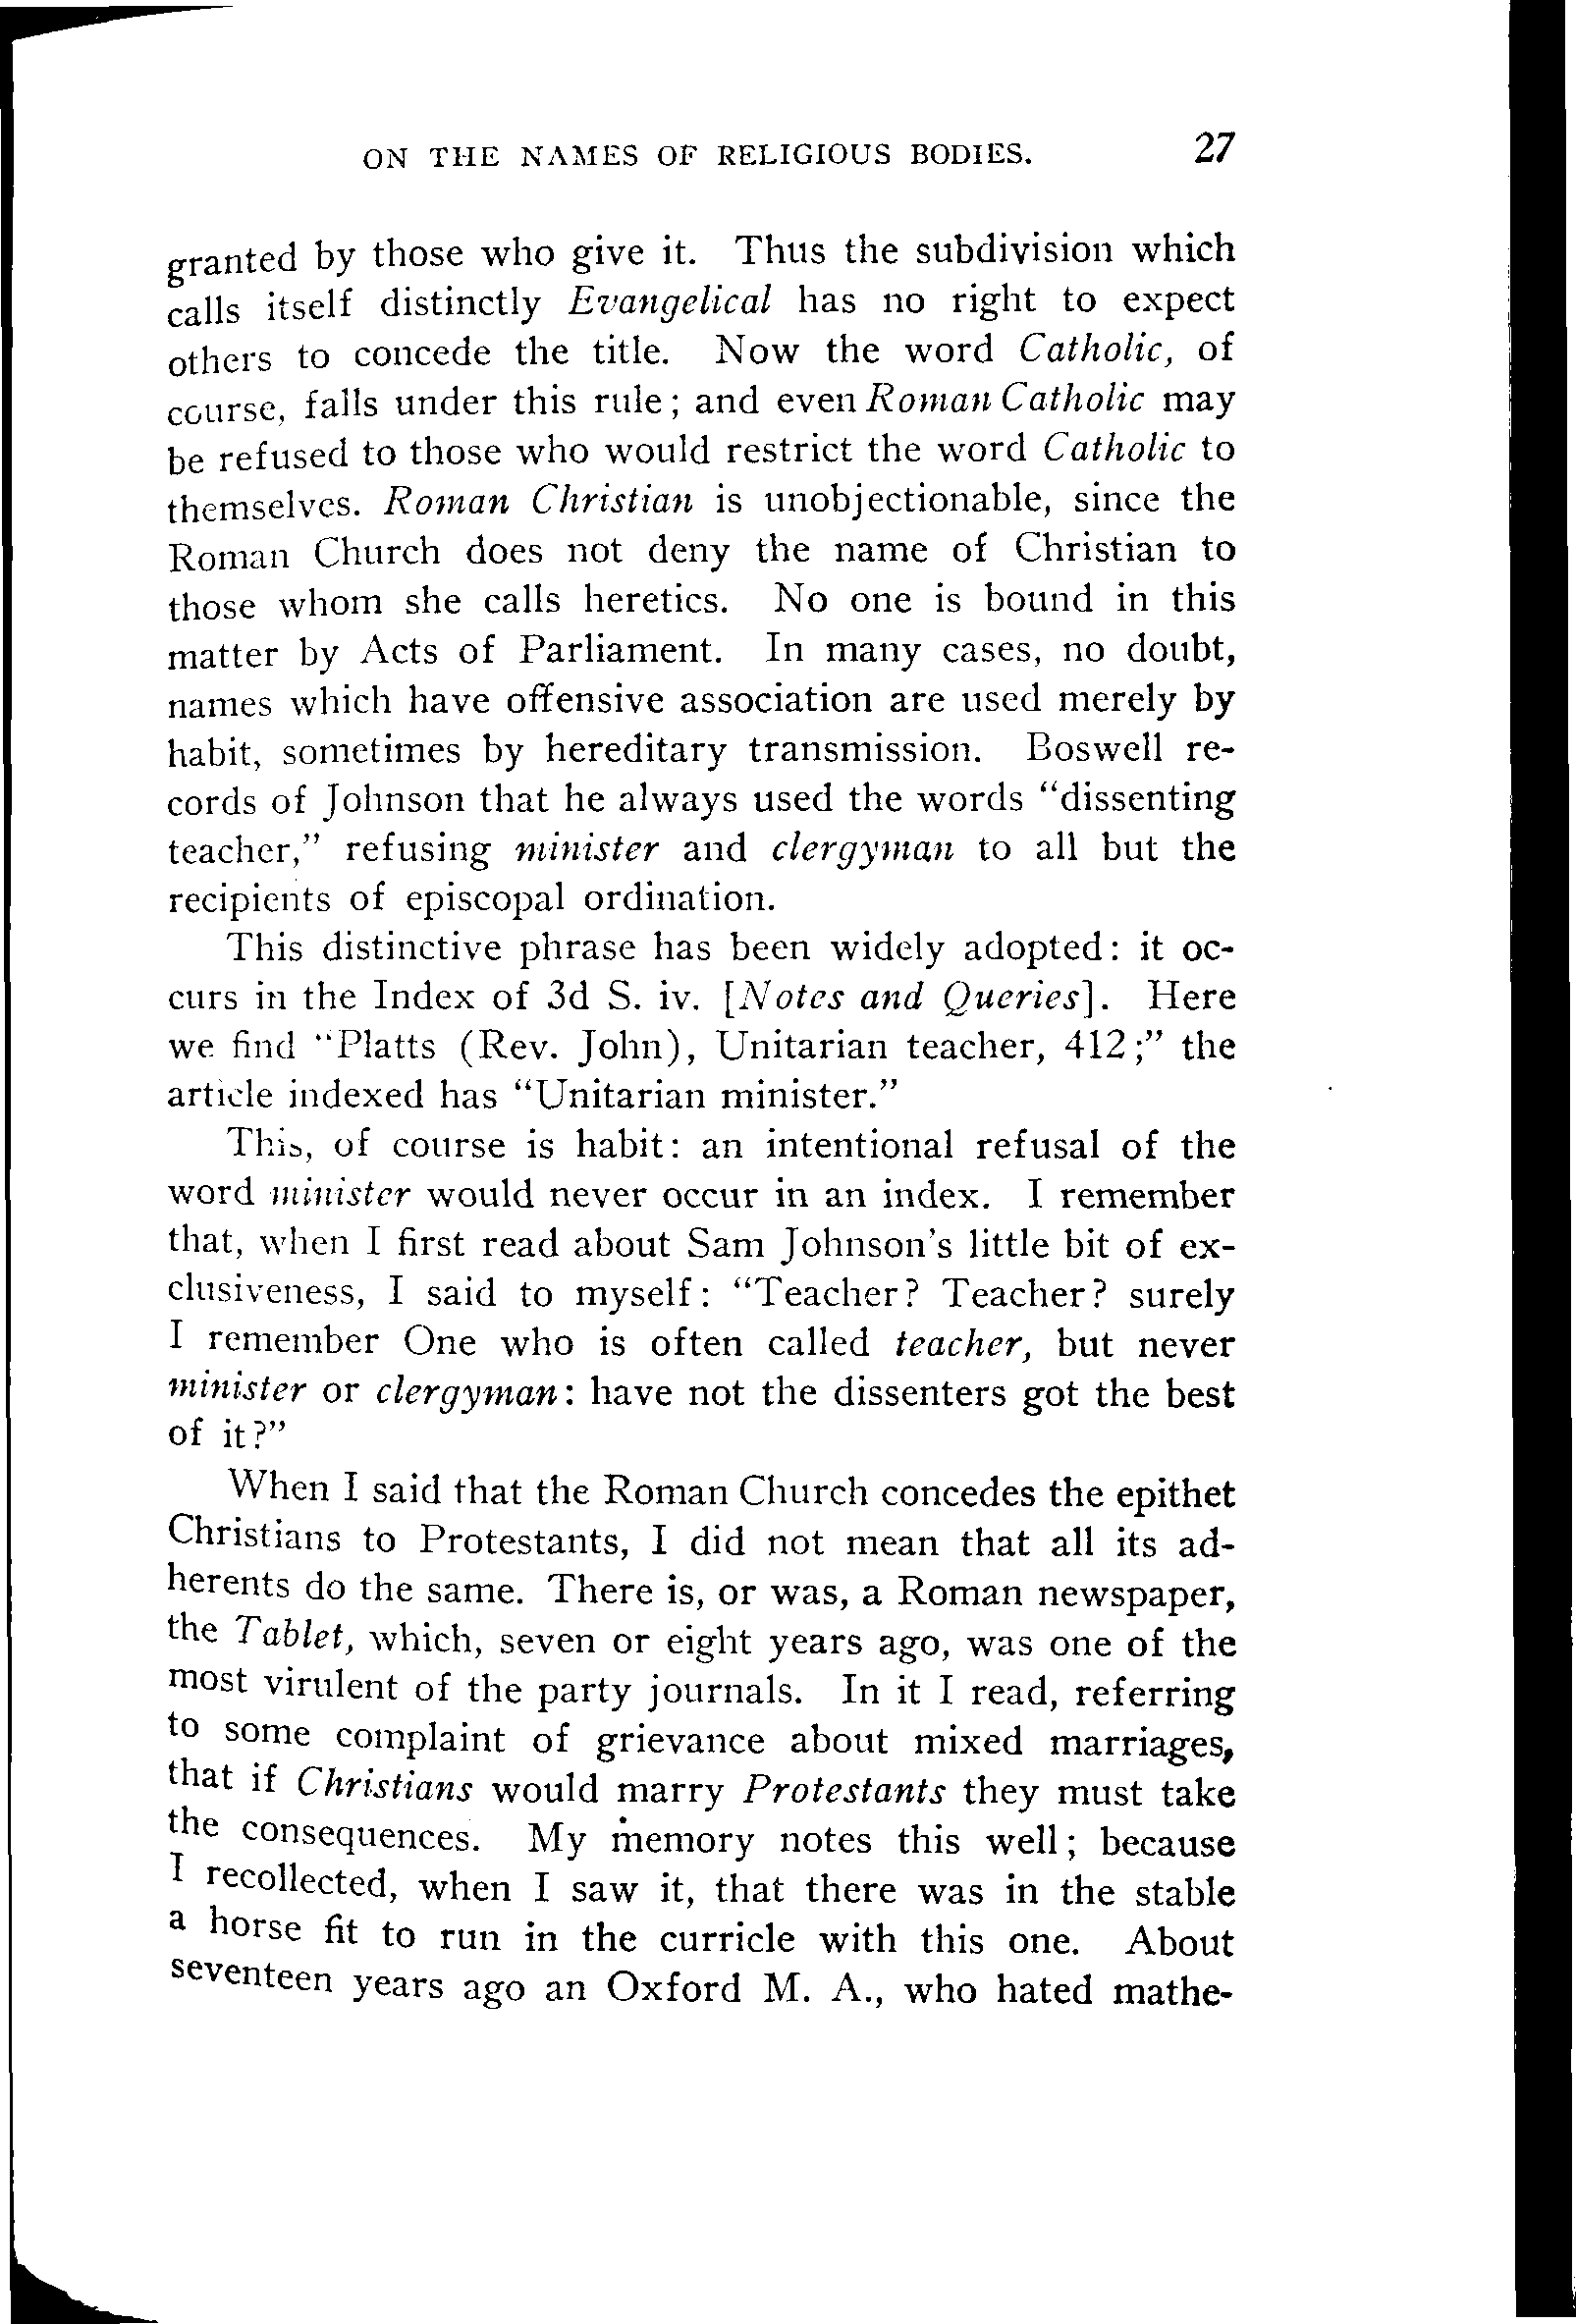 ON THE NAMES OF RELIGIOUS BODIES. 27
granted by those who give it. Thus the subdivision which
calls itself distinctly Evangelical has no right to expect
others to concede the title. Now the word Catholic, of
course, falls under this rule; and even Roman Catholic may
be refused to those who would restrict the word Catholic to
themselves. Roman Christian is unobjectionable, since the
Roman Church does not deny the name of Christian to
those whom she calls heretics. No one is bound in this
matter by Acts of Parliament. In many cases, no doubt,
names which have offensive association are used merely by
habit, sometimes by hereditary transmission. Boswell re-
cords of Johnson that he always used the words "dissenting
teacher," refusing minister and clergyman to all but the
recipients of episcopal ordination.
This distinctive phrase has been widely adopted: it oc-
curs in the Index of 3d S. iv. [Notes and Queries]. Here
we find "Platts (Rev. John), Unitarian teacher, 412;" the
article indexed has "Unitarian minister."
This, of course is habit: an intentional refusal of the
word minister would never occur in an index. I remember
that, when I first read about Sam Johnson's little bit of ex-
clusiveness, I said to myself: "Teacher? Teacher? surely
I remember One who is often called teacher, but never
minister or clergyman: have not the dissenters got the best
of it?"
When I said that the Roman Church concedes the epithet
Christians to Protestants, I did not mean that all its ad-
herents do the same. There is, or was, a Roman newspaper,
the Tablet, which, seven or eight years ago, was one of the
most virulent of the party journals. In it I read, referring
to some complaint of grievance about mixed marriages,
that if Christians would marry Protestants they must take
the consequences. My memory notes this well; because
I recollected, when I saw it, that there was in the stable
a horse fit to run in the curricle with this one. About
seventeen years ago an Oxford M. A., who hated mathe-